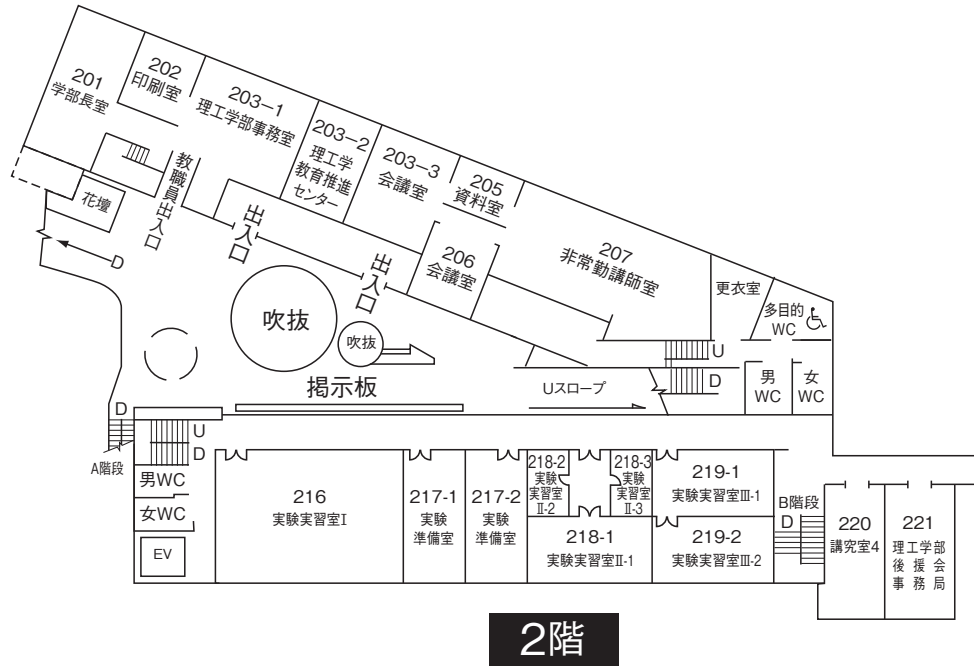 201
学部長室
202
印刷室
203-1
理工学部事務室
203-2
理工学
教育推進
センター
203-3
会議室
205
資料室
206
会議室
207
非常勤講師室
更衣室
多目的
WC
花壇
教職員出入口
出入口
出入口
D
吹抜
吹抜
掲示板
Uスロープ
U
D
男
WC
女
WC
D
A階段
U
D
男WC
女WC
EV
216
実験実習室Ⅰ
217-1
実験
準備室
217-2
実験
準備室
218-2
実験
実習室
Ⅱ-2
218-3
実験
実習室
Ⅱ-3
218-1
実験実習室Ⅱ-1
219-1
実験実習室Ⅲ-1
219-2
実験実習室Ⅲ-2
B階段
D
220
講究室4
221
理工学部
後援会
事務局
2階